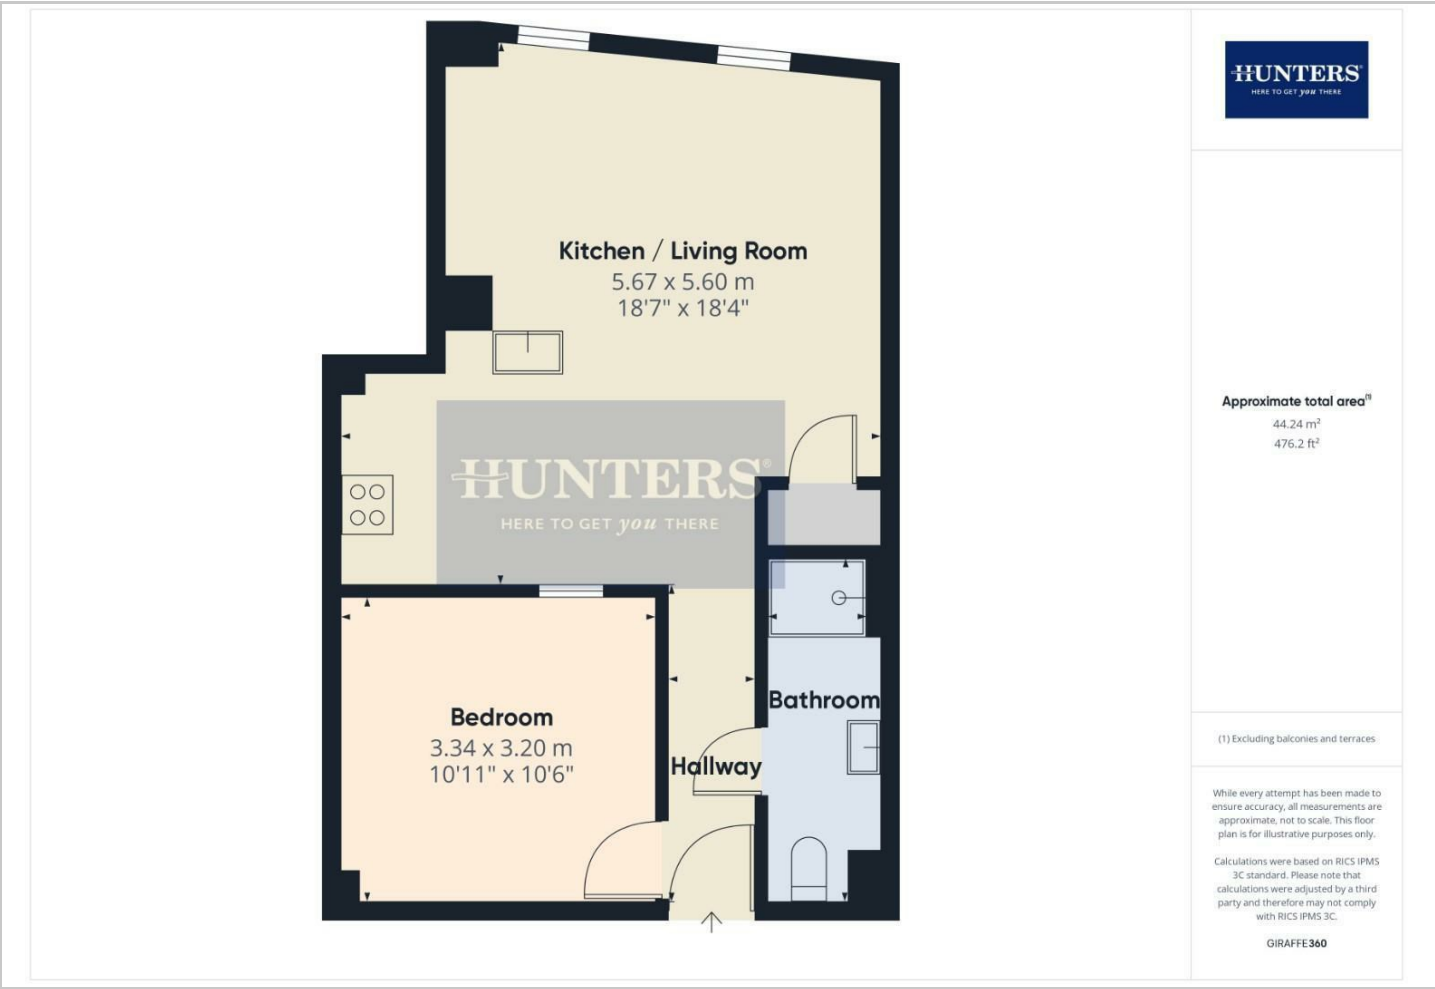 Kitchen / Living Room
5.67 x 5.60 m
18'7" x 18'4"
HUNTERS®
HERE TO GET you THERE
Bathroom
Bedroom
3.34 x 3.20 m
10'11" x 10'6"
Hallway
HUNTERS®
HERE TO GET you THERE
Approximate total area(1)
44.24 m²
476.2 ft²
(1) Excluding balconies and terraces
While every attempt has been made to
ensure accuracy, all measurements are
approximate, not to scale. This floor
plan is for illustrative purposes only.
Calculations were based on RICS IPMS
3C standard. Please note that
calculations were adjusted by a third
party and therefore may not comply
with RICS IPMS 3C.
GIRAFFE360